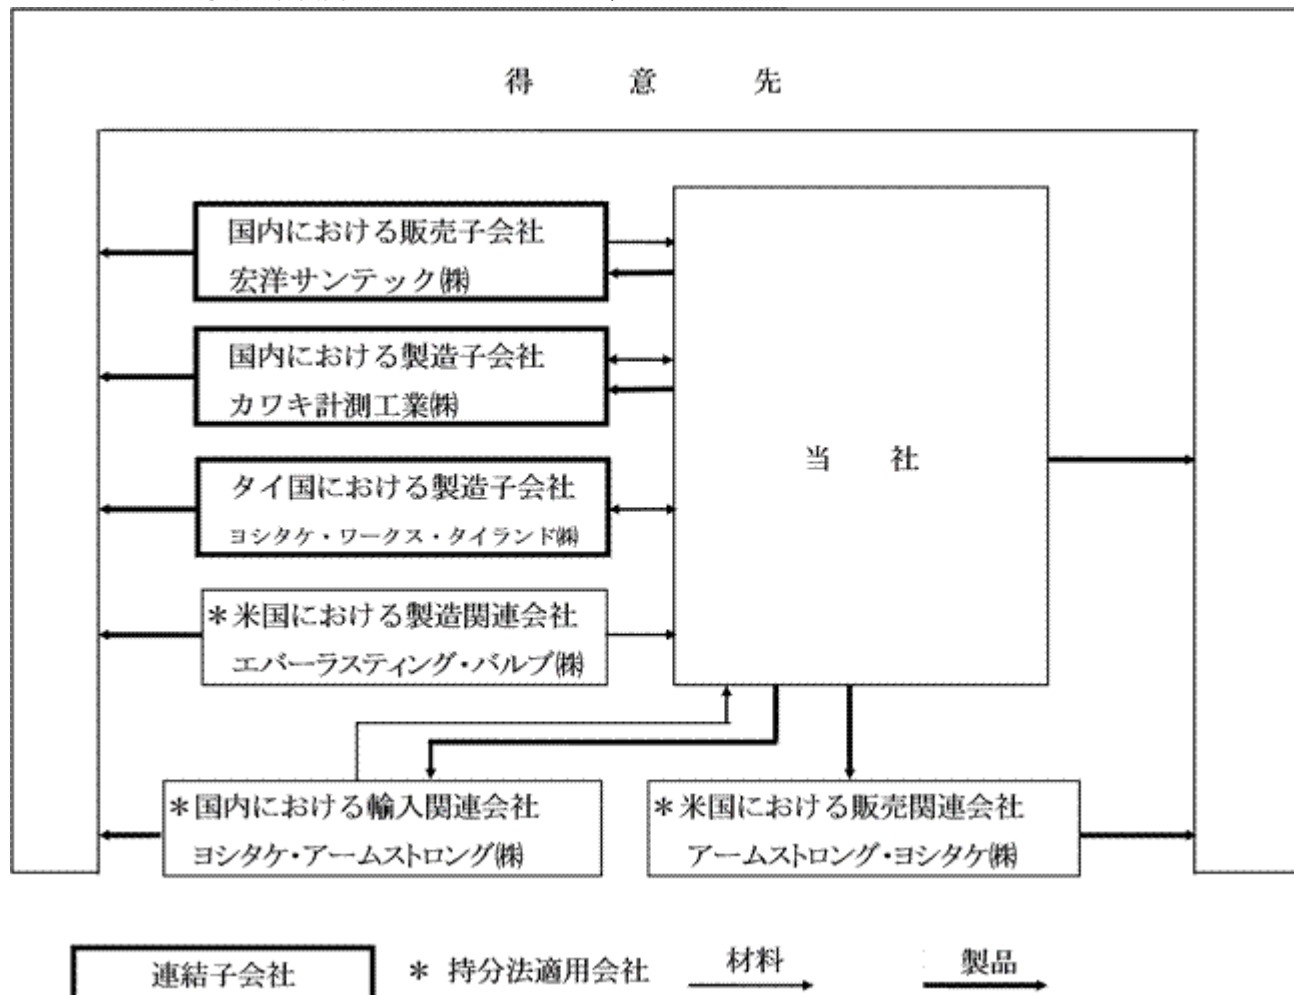 得意先
国内における販売子会社
宏洋サンテック㈱
国内における製造子会社
カワキ計測工業㈱
当社
タイ国における製造子会社
ヨシタケ・ワークス・タイランド㈱
＊米国における製造関連会社
エバーラスティング・バルブ㈱
＊国内における輸入関連会社
ヨシタケ・アームストロング㈱
＊米国における販売関連会社
アームストロング・ヨシタケ㈱
連結子会社
＊ 持分法適用会社
材料
製品